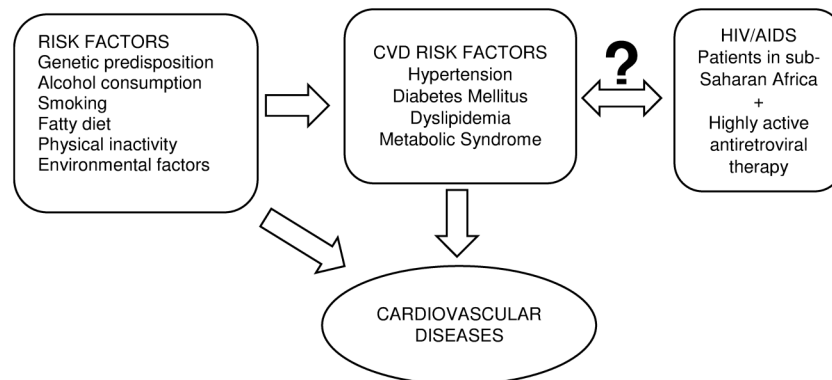 RISK FACTORS
Genetic predisposition
Alcohol consumption
Smoking
Fatty diet
Physical inactivity
Environmental factors
CVD RISK FACTORS
Hypertension
Diabetes Mellitus
Dyslipidemia
Metabolic Syndrome
?
HIV/AIDS
Patients in sub-
Saharan Africa
+
Highly active
antiretroviral
therapy
CARDIOVASCULAR
DISEASES